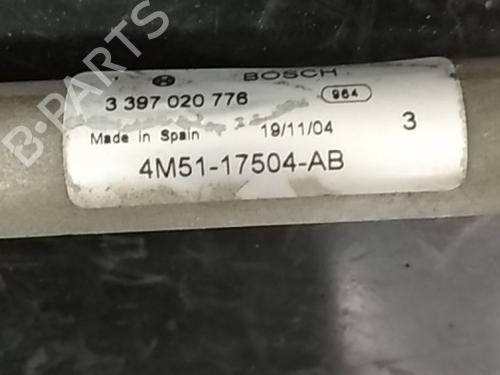 BOSCH
3 397 020 776
964
Made in Spain
19/11/04
3
4M51-17504-AB
B-PARTS